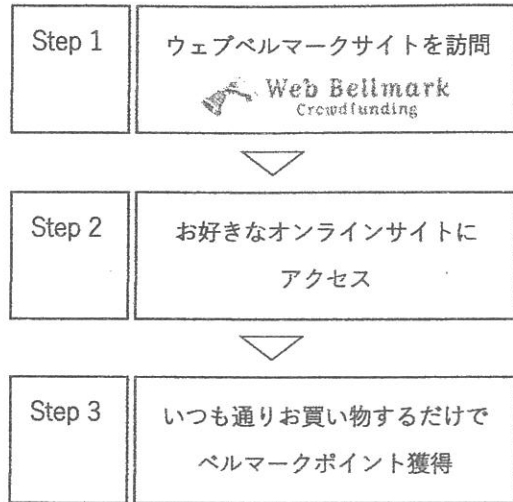 Step 1
ウェブベルマークサイトを訪問
Web Bellmark
Crowdfunding
Step 2
お好きなオンラインサイトに
アクセス
Step 3
いつも通りお買い物するだけで
ベルマークポイント獲得